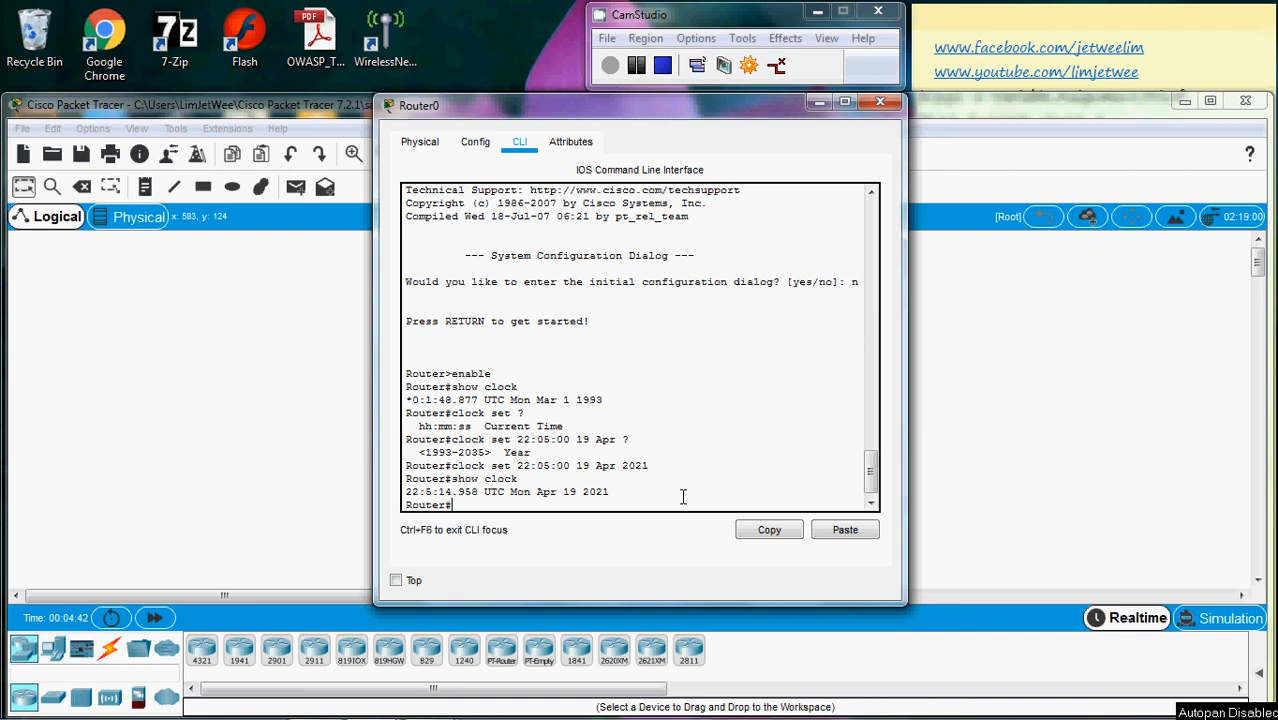 CamStudio
File Region Options Tools Effects View Help
www.facebook.com/jetweelim
www.youtube.com/limjetwee
PDF
7z
Recycle Bin
Google Chrome
7-Zip
Flash
OWASP_T...
WirelessNe...
Cisco Packet Tracer - C:\Users\LimJetWee\Cisco Packet Tracer 7.2.1\sa
File Edit Options View Tools Extensions Help
Logical
Physical
x: 583, y: 124
[Root]
02:19:00
Router0
Physical Config CLI Attributes
IOS Command Line Interface
Technical Support: http://www.cisco.com/techsupport
Copyright (c) 1986-2007 by Cisco Systems, Inc.
Compiled Wed 18-Jul-07 06:21 by pt_rel_team
--- System Configuration Dialog ---
Would you like to enter the initial configuration dialog? [yes/no]: n
Press RETURN to get started!
Router>enable
Router#show clock
*0:1:48.877 UTC Mon Mar 1 1993
Router#clock set ?
hh:mm:ss Current Time
Router#clock set 22:05:00 19 Apr ?
<1993-2035> Year
Router#clock set 22:05:00 19 Apr 2021
Router#show clock
22:5:14.958 UTC Mon Apr 19 2021
Router#
Ctrl+F6 to exit CLI focus
Copy
Paste
Top
Time: 00:04:42
Realtime
Simulation
4321 1941 2901 2911 819IOX 819HGW 829 1240 PT-Router PT-Empty 1841 2620XM 2621XM 2811
(Select a Device to Drag and Drop to the Workspace)
Autopan Disabled